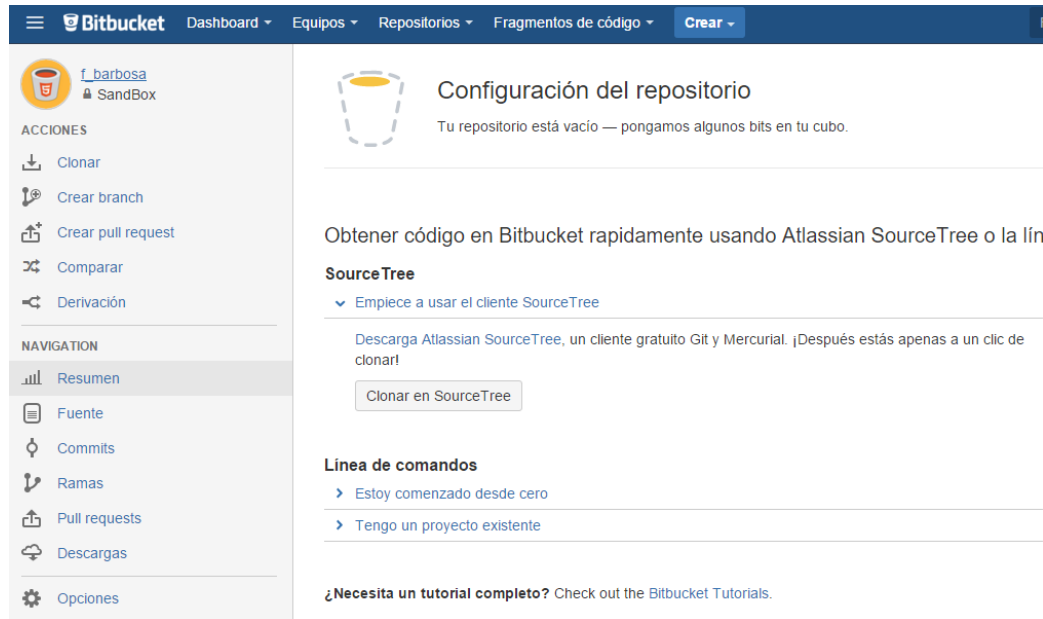 Bitbucket Dashboard Equipos Repositorios Fragmentos de código Crear
f_barbosa
SandBox
ACCIONES
Clonar
Crear branch
Crear pull request
Comparar
Derivación
NAVIGATION
Resumen
Fuente
Commits
Ramas
Pull requests
Descargas
Opciones
Configuración del repositorio
Tu repositorio está vacío — pongamos algunos bits en tu cubo.
Obtener código en Bitbucket rapidamente usando Atlassian SourceTree o la lín
SourceTree
Empiece a usar el cliente SourceTree
Descarga Atlassian SourceTree, un cliente gratuito Git y Mercurial. ¡Después estás apenas a un clic de
clonar!
Clonar en SourceTree
Línea de comandos
Estoy comenzado desde cero
Tengo un proyecto existente
¿Necesita un tutorial completo? Check out the Bitbucket Tutorials.